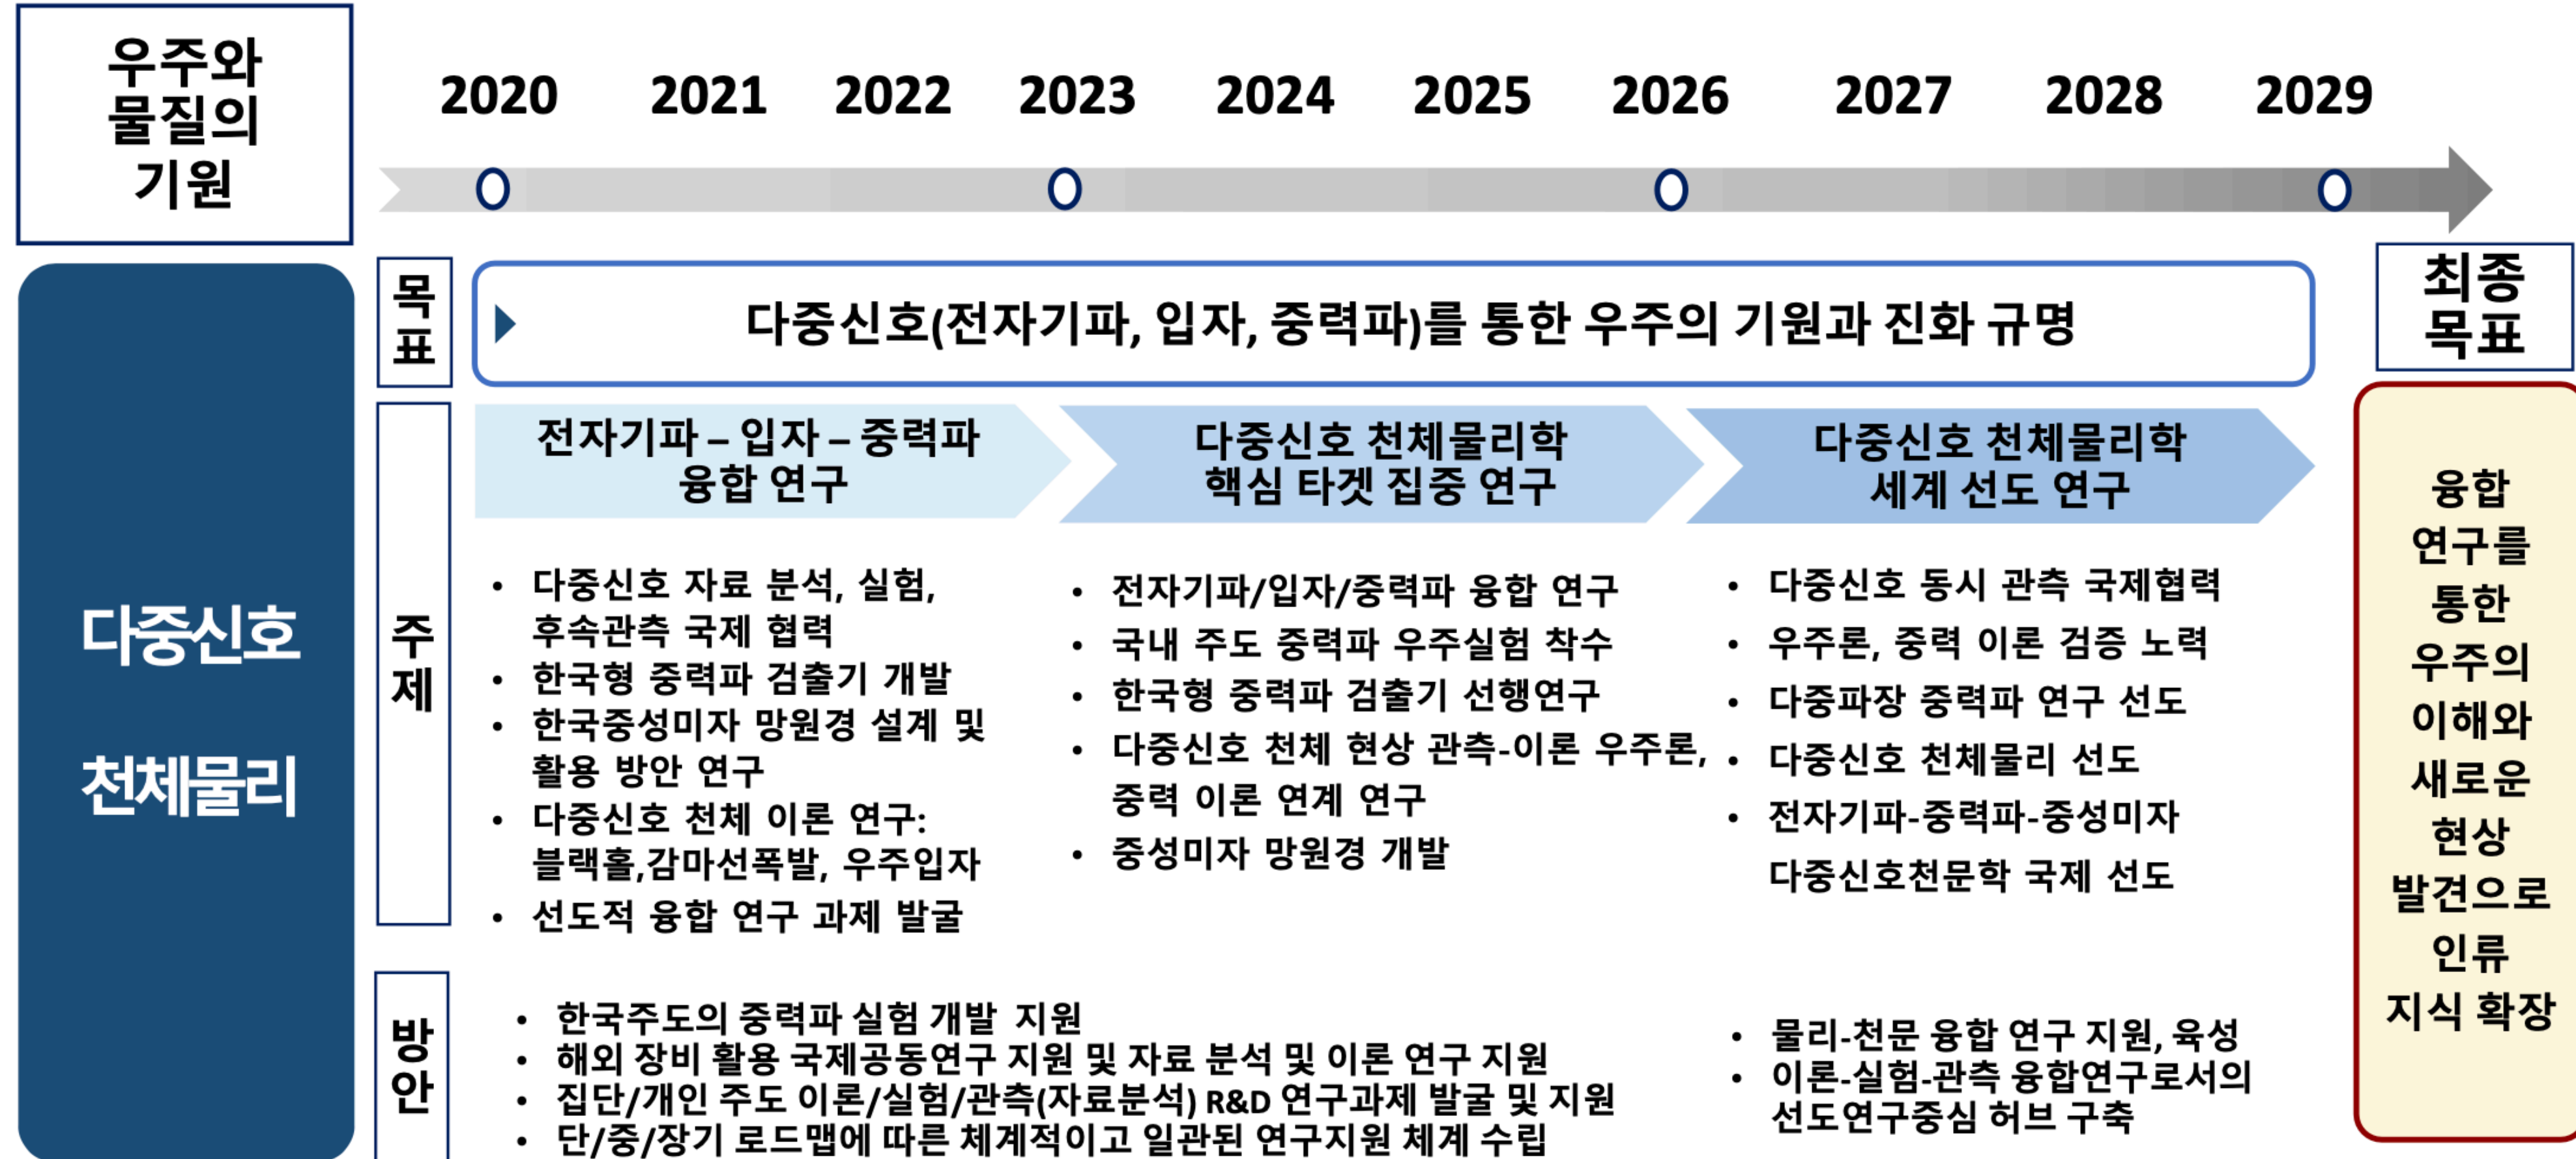 우주와
물질의
기원
2020 2021 2022 2023 2024 2025 2026 2027 2028 2029
다중신호
천체물리
목
표
다중신호(전자기파, 입자, 중력파)를 통한 우주의 기원과 진화 규명
최종
목표
주
제
전자기파 – 입자 – 중력파
융합 연구
• 다중신호 자료 분석, 실험,
후속관측 국제 협력
• 한국형 중력파 검출기 개발
• 한국중성미자 망원경 설계 및
활용 방안 연구
• 다중신호 천체 이론 연구:
블랙홀,감마선폭발, 우주입자
• 선도적 융합 연구 과제 발굴
다중신호 천체물리학
핵심 타겟 집중 연구
• 전자기파/입자/중력파 융합 연구
• 국내 주도 중력파 우주실험 착수
• 한국형 중력파 검출기 선행연구
• 다중신호 천체 현상 관측-이론 우주론,
중력 이론 연계 연구
• 중성미자 망원경 개발
다중신호 천체물리학
세계 선도 연구
• 다중신호 동시 관측 국제협력
• 우주론, 중력 이론 검증 노력
• 다중파장 중력파 연구 선도
• 다중신호 천체물리 선도
• 전자기파-중력파-중성미자
다중신호천문학 국제 선도
방
안
• 한국주도의 중력파 실험 개발 지원
• 해외 장비 활용 국제공동연구 지원 및 자료 분석 및 이론 연구 지원
• 집단/개인 주도 이론/실험/관측(자료분석) R&D 연구과제 발굴 및 지원
• 단/중/장기 로드맵에 따른 체계적이고 일관된 연구지원 체계 수립
• 물리-천문 융합 연구 지원, 육성
• 이론-실험-관측 융합연구로서의
선도연구중심 허브 구축
융합
연구를
통한
우주의
이해와
새로운
현상
발견으로
인류
지식 확장